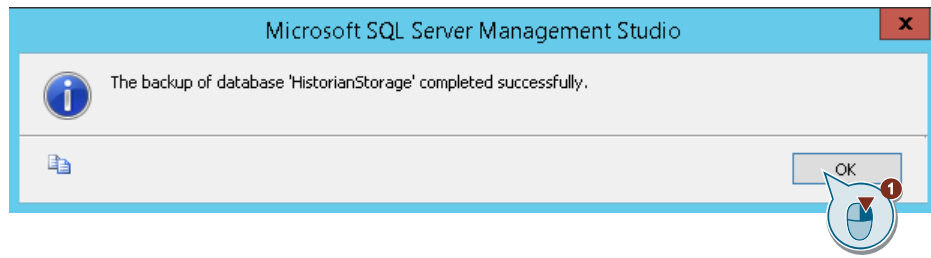 Microsoft SQL Server Management Studio
x
The backup of database 'HistorianStorage' completed successfully.
OK
1